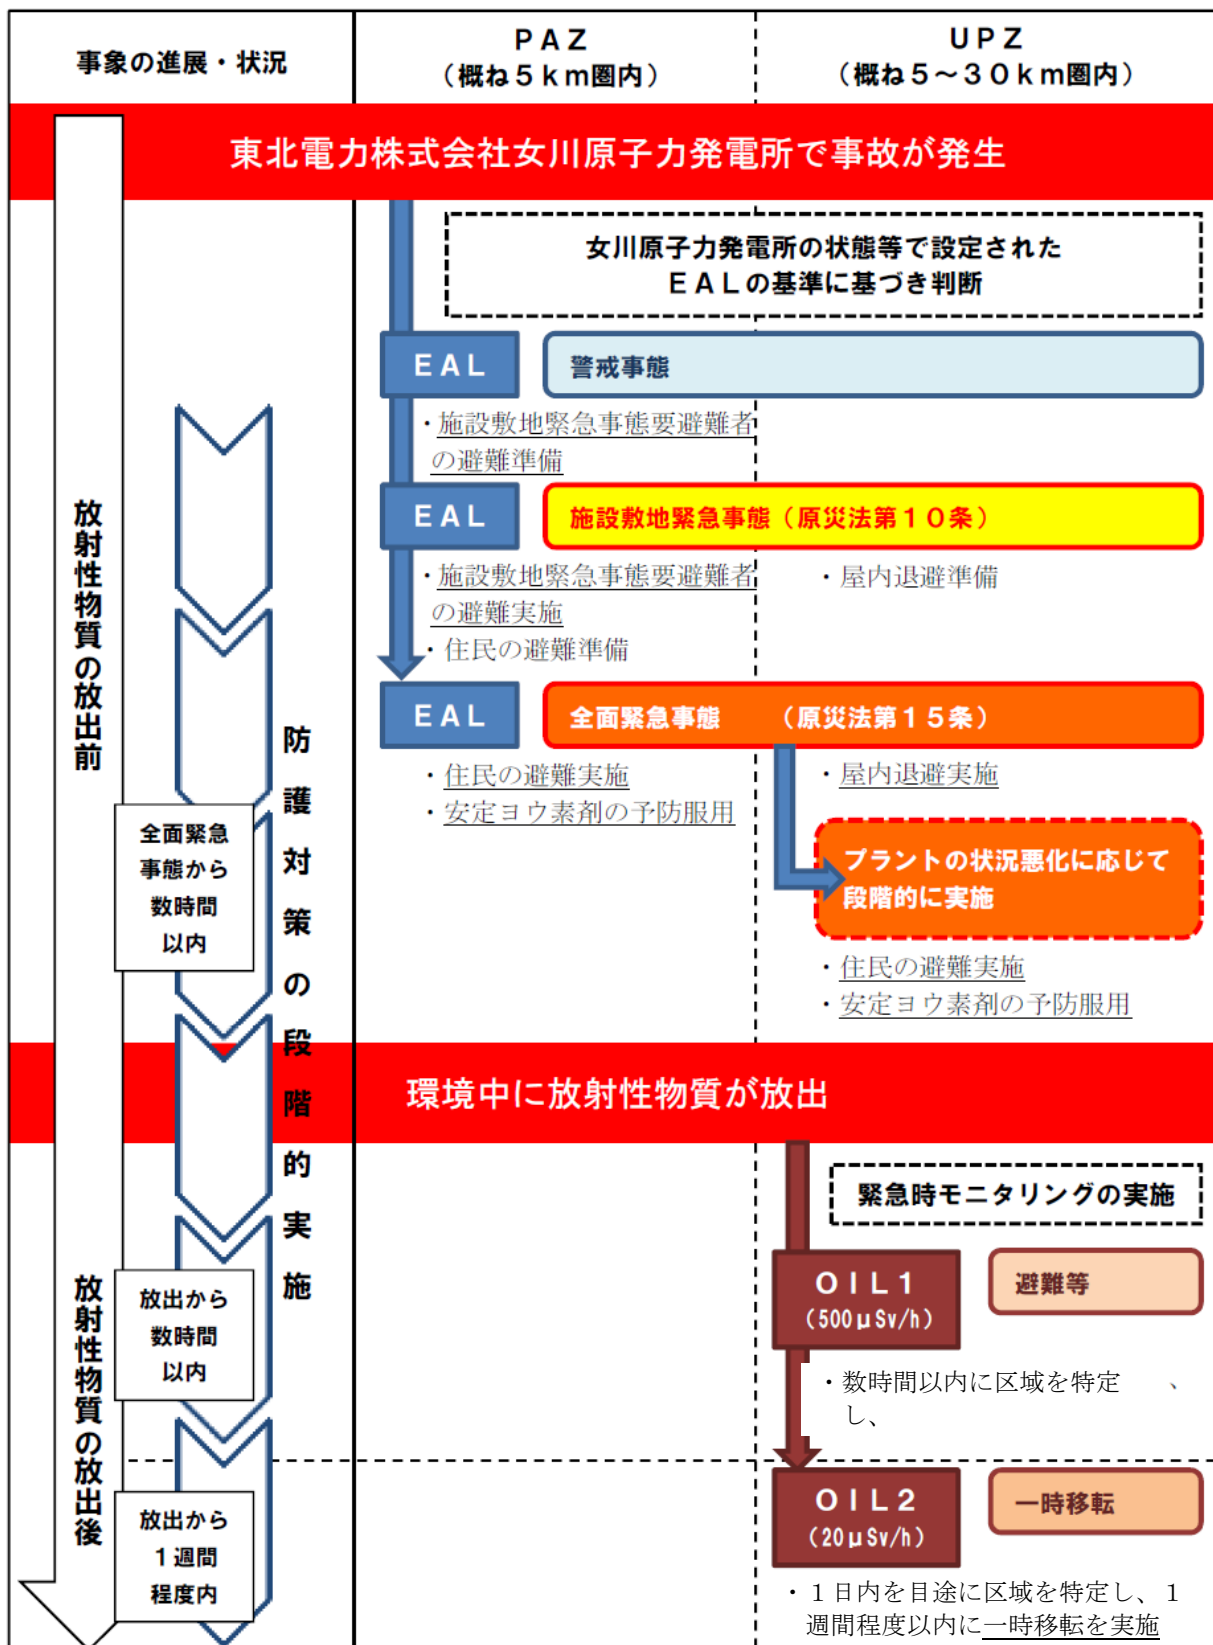 事象の進展・状況
ＰＡＺ
（概ね５ｋｍ圏内）
ＵＰＺ
（概ね５～３０ｋｍ圏内）
東北電力株式会社女川原子力発電所で事故が発生
女川原子力発電所の状態等で設定された
ＥＡＬの基準に基づき判断
ＥＡＬ
警戒事態
・施設敷地緊急事態要避難者
の避難準備
ＥＡＬ
施設敷地緊急事態（原災法第１０条）
・施設敷地緊急事態要避難者
の避難実施
・住民の避難準備
・屋内退避準備
ＥＡＬ
全面緊急事態　　（原災法第１５条）
・住民の避難実施
・安定ヨウ素剤の予防服用
・屋内退避実施
プラントの状況悪化に応じて
段階的に実施
・住民の避難実施
・安定ヨウ素剤の予防服用
放射性物質の放出前
防護対策の段階的実施
全面緊急
事態から
数時間
以内
環境中に放射性物質が放出
緊急時モニタリングの実施
放射性物質の放出後
放出から
数時間
以内
ＯＩＬ１
（500μSv/h）
避難等
・数時間以内に区域を特定　、
し、
放出から
１週間
程度内
ＯＩＬ２
（20μSv/h）
一時移転
・１日内を目途に区域を特定し、１
週間程度以内に一時移転を実施